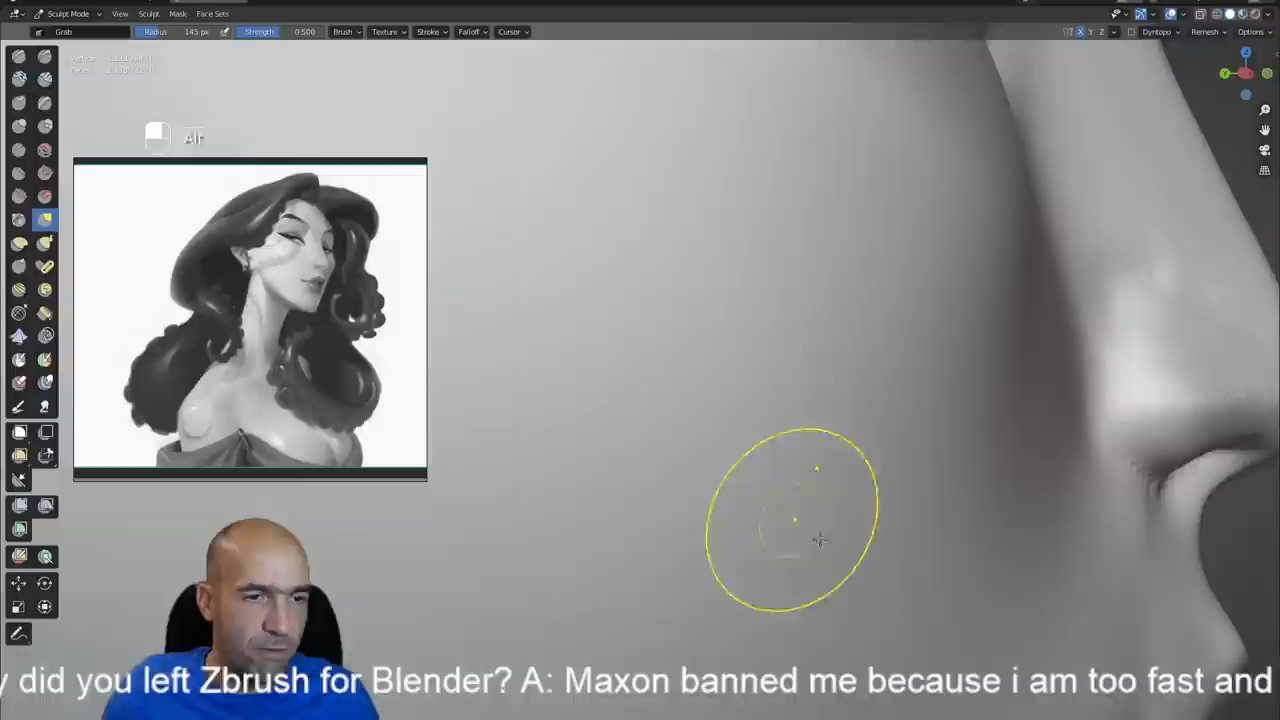 Sculpt Mode View Sculpt Mask Face Sets
Grab Radius 145 px Strength 0.500 Brush Texture Stroke Falloff Cursor X Y Z Dyntopo Remesh Options
Z
Alt
y did you left Zbrush for Blender? A: Maxon banned me because i am too fast and